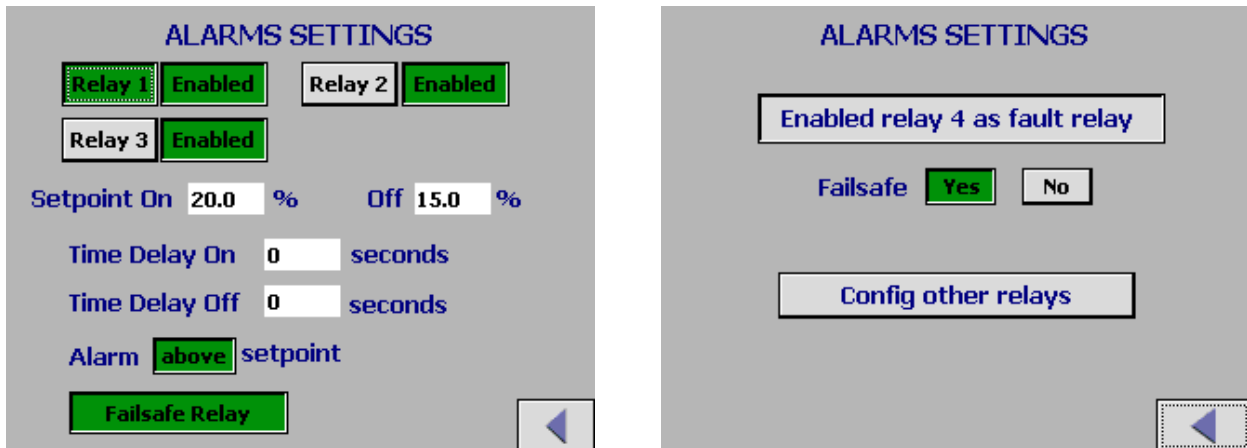 ALARMS SETTINGS
Relay 1 Enabled Relay 2 Enabled
Relay 3 Enabled
Setpoint On 20.0 % Off 15.0 %
Time Delay On 0 seconds
Time Delay Off 0 seconds
Alarm above setpoint
Failsafe Relay
ALARMS SETTINGS
Enabled relay 4 as fault relay
Failsafe Yes No
Config other relays